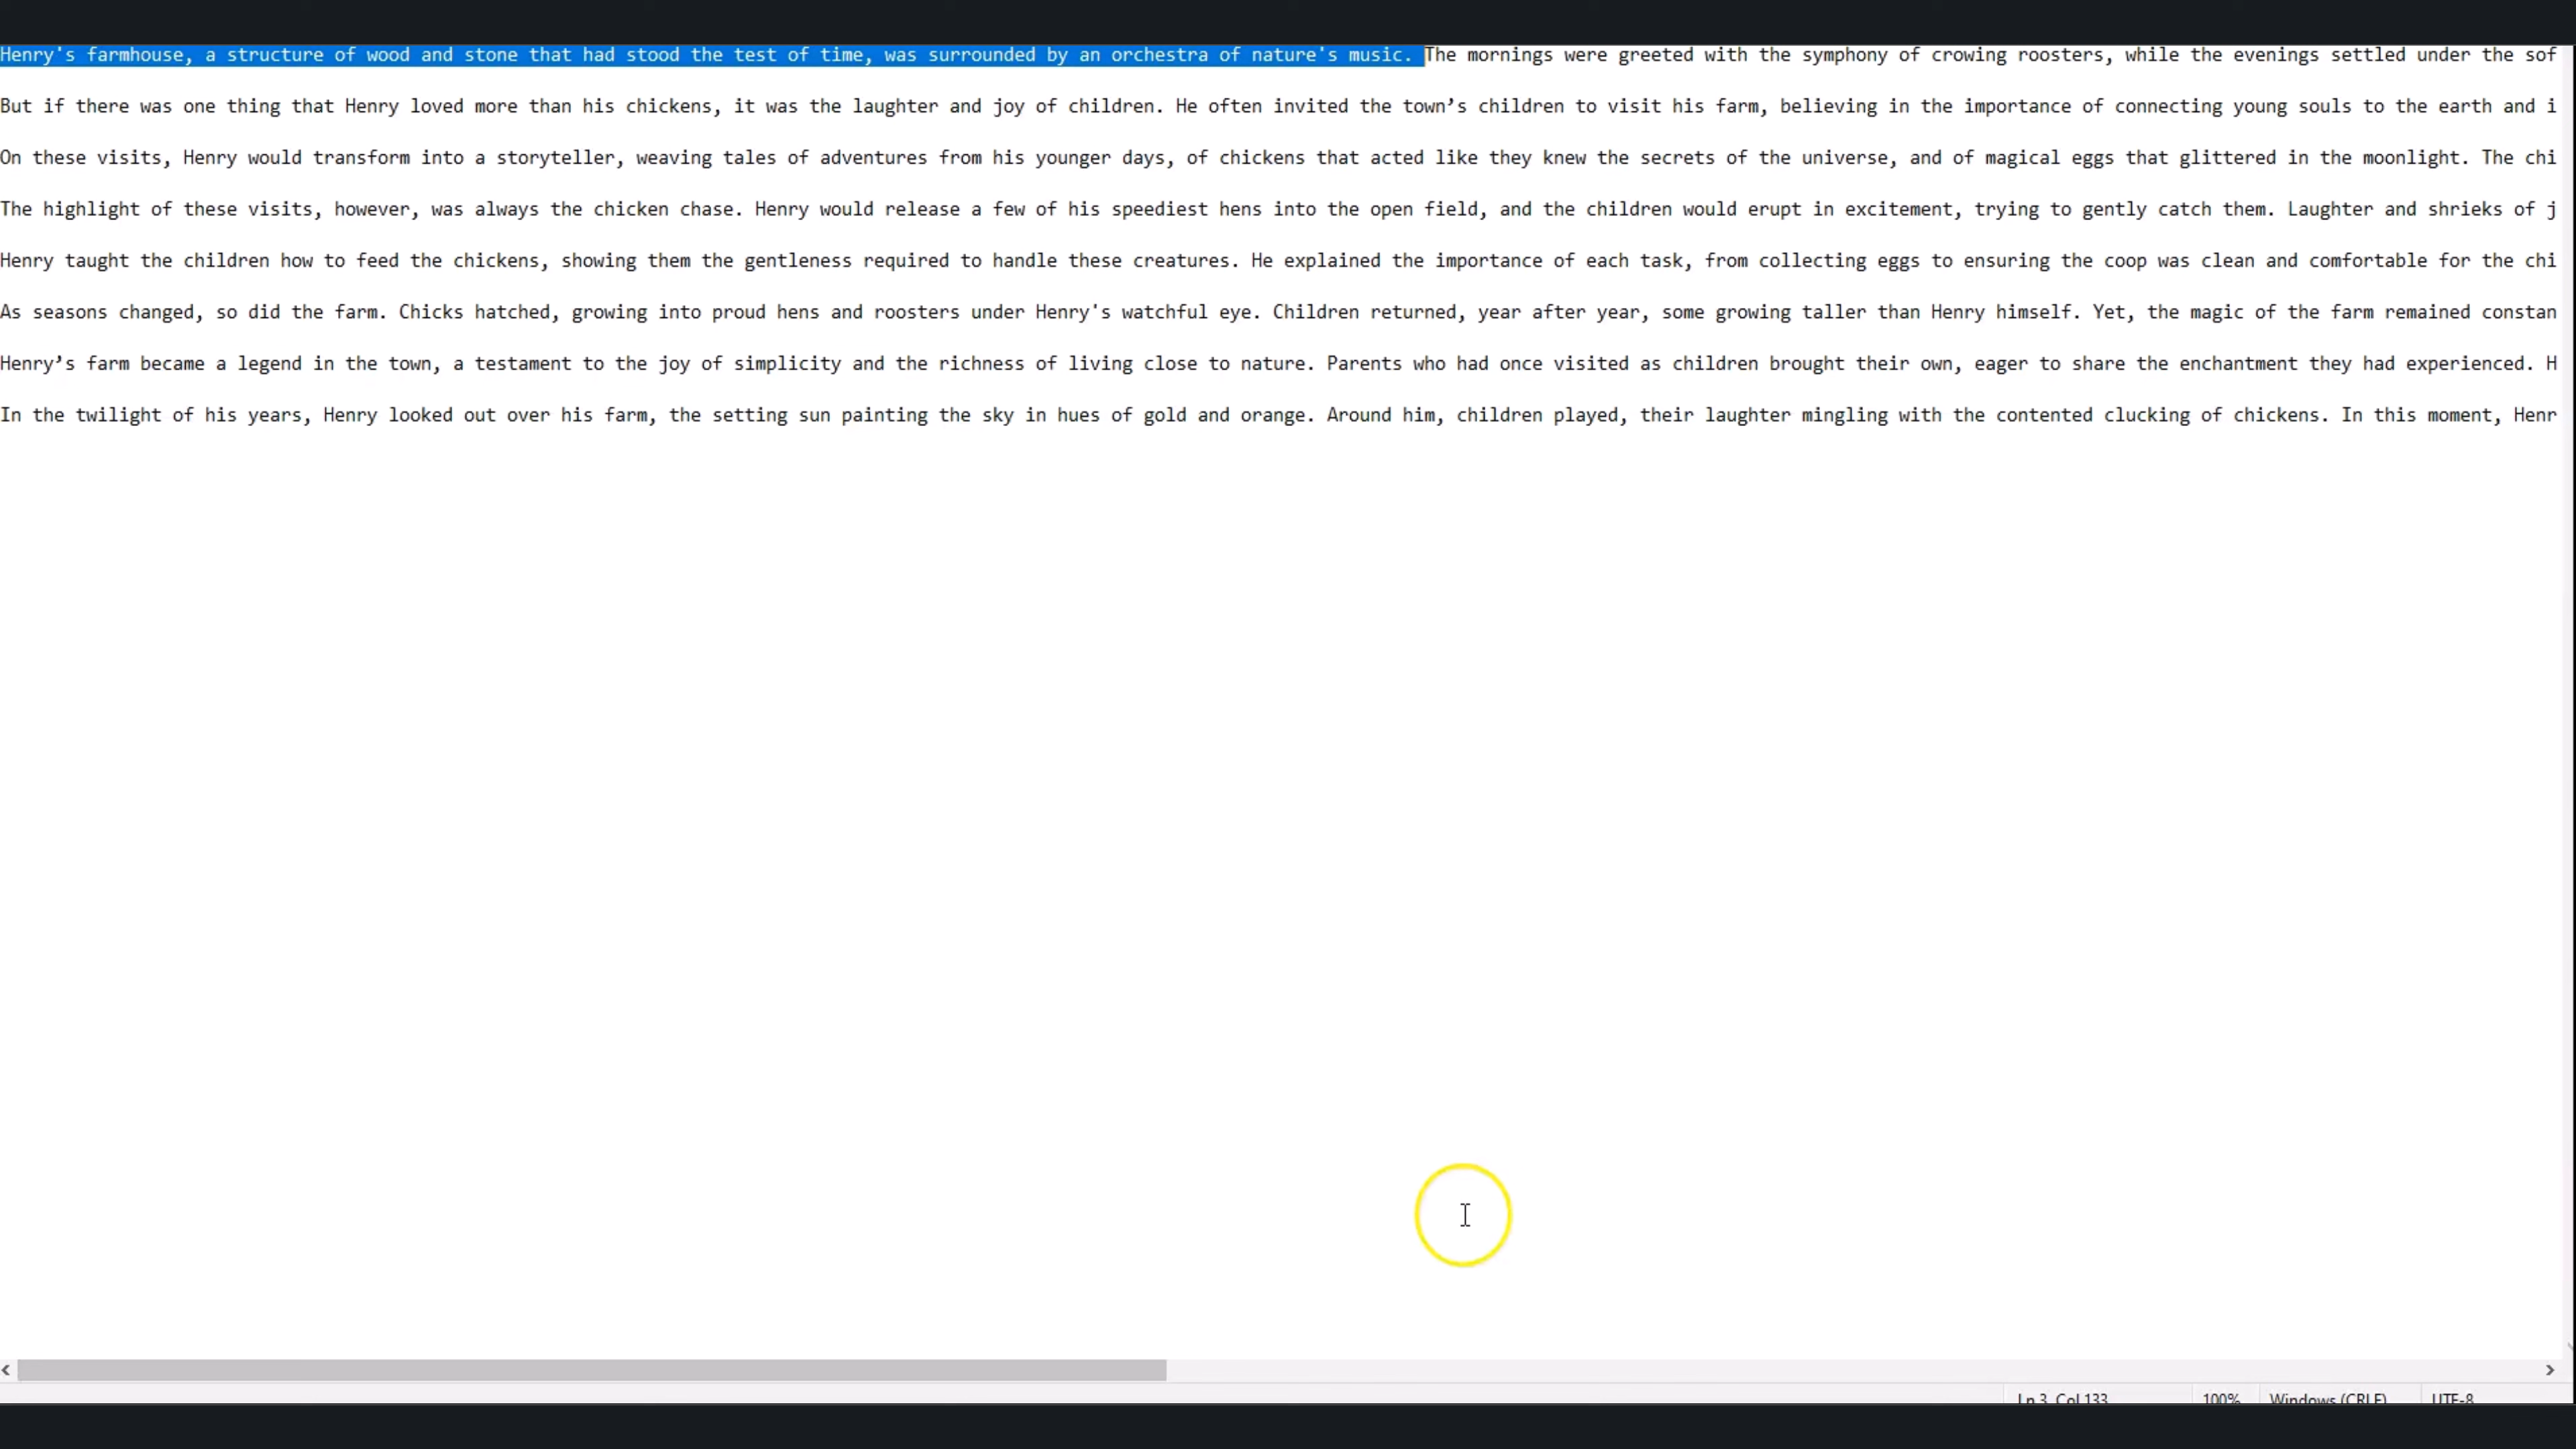 Henry's farmhouse, a structure of wood and stone that had stood the test of time, was surrounded by an orchestra of nature's music. The mornings were greeted with the symphony of crowing roosters, while the evenings settled under the sof
But if there was one thing that Henry loved more than his chickens, it was the laughter and joy of children. He often invited the town’s children to visit his farm, believing in the importance of connecting young souls to the earth and i
On these visits, Henry would transform into a storyteller, weaving tales of adventures from his younger days, of chickens that acted like they knew the secrets of the universe, and of magical eggs that glittered in the moonlight. The chi
The highlight of these visits, however, was always the chicken chase. Henry would release a few of his speediest hens into the open field, and the children would erupt in excitement, trying to gently catch them. Laughter and shrieks of j
Henry taught the children how to feed the chickens, showing them the gentleness required to handle these creatures. He explained the importance of each task, from collecting eggs to ensuring the coop was clean and comfortable for the chi
As seasons changed, so did the farm. Chicks hatched, growing into proud hens and roosters under Henry's watchful eye. Children returned, year after year, some growing taller than Henry himself. Yet, the magic of the farm remained constan
Henry’s farm became a legend in the town, a testament to the joy of simplicity and the richness of living close to nature. Parents who had once visited as children brought their own, eager to share the enchantment they had experienced. H
In the twilight of his years, Henry looked out over his farm, the setting sun painting the sky in hues of gold and orange. Around him, children played, their laughter mingling with the contented clucking of chickens. In this moment, Henr
Ln 3, Col 133 100% Windows (CRLF) UTF-8